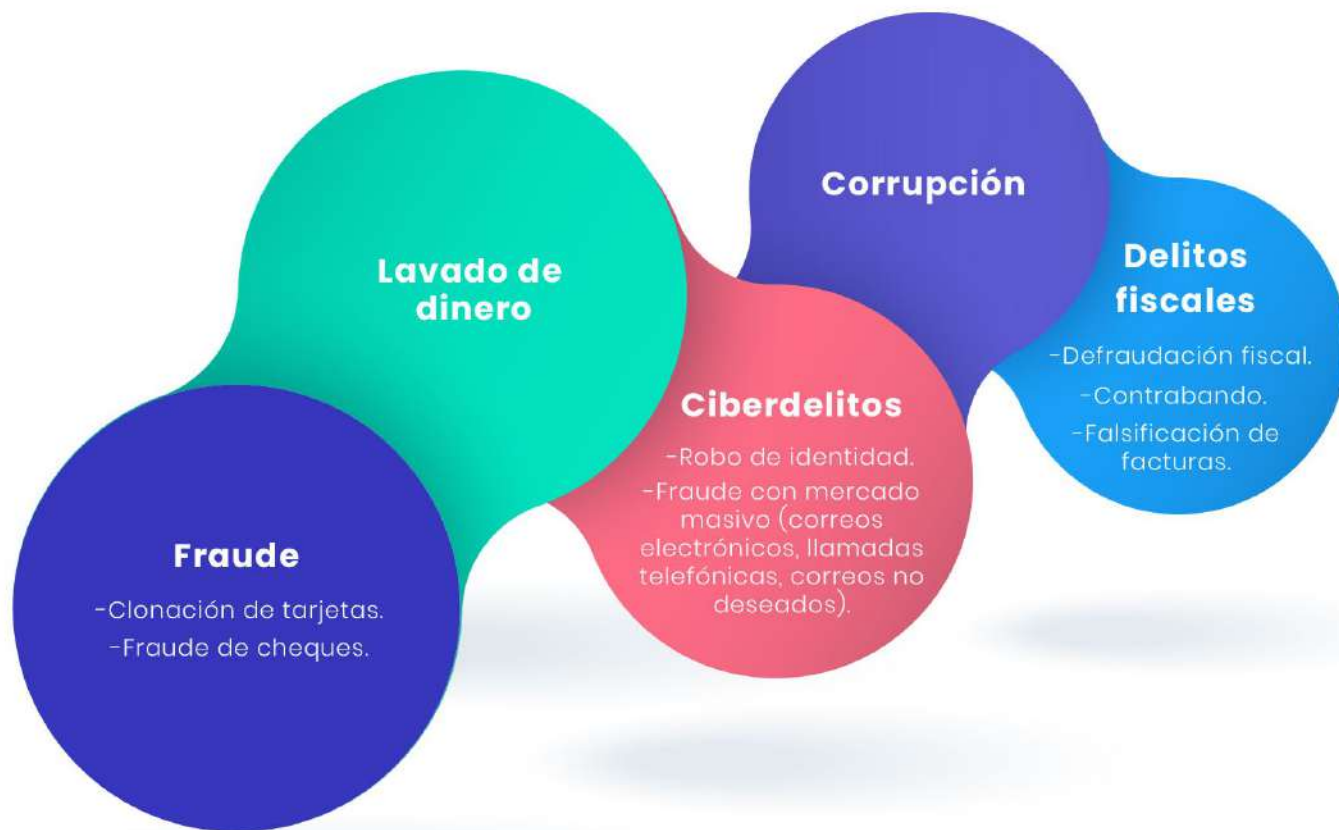 Fraude
-Clonación de tarjetas.
-Fraude de cheques.
Lavado de
dinero
Ciberdelitos
-Robo de identidad.
-Fraude con mercado
masivo (correos
electrónicos, llamadas
telefónicas, correos no
deseados).
Corrupción
Delitos
fiscales
-Defraudación fiscal.
-Contrabando.
-Falsificación de
facturas.